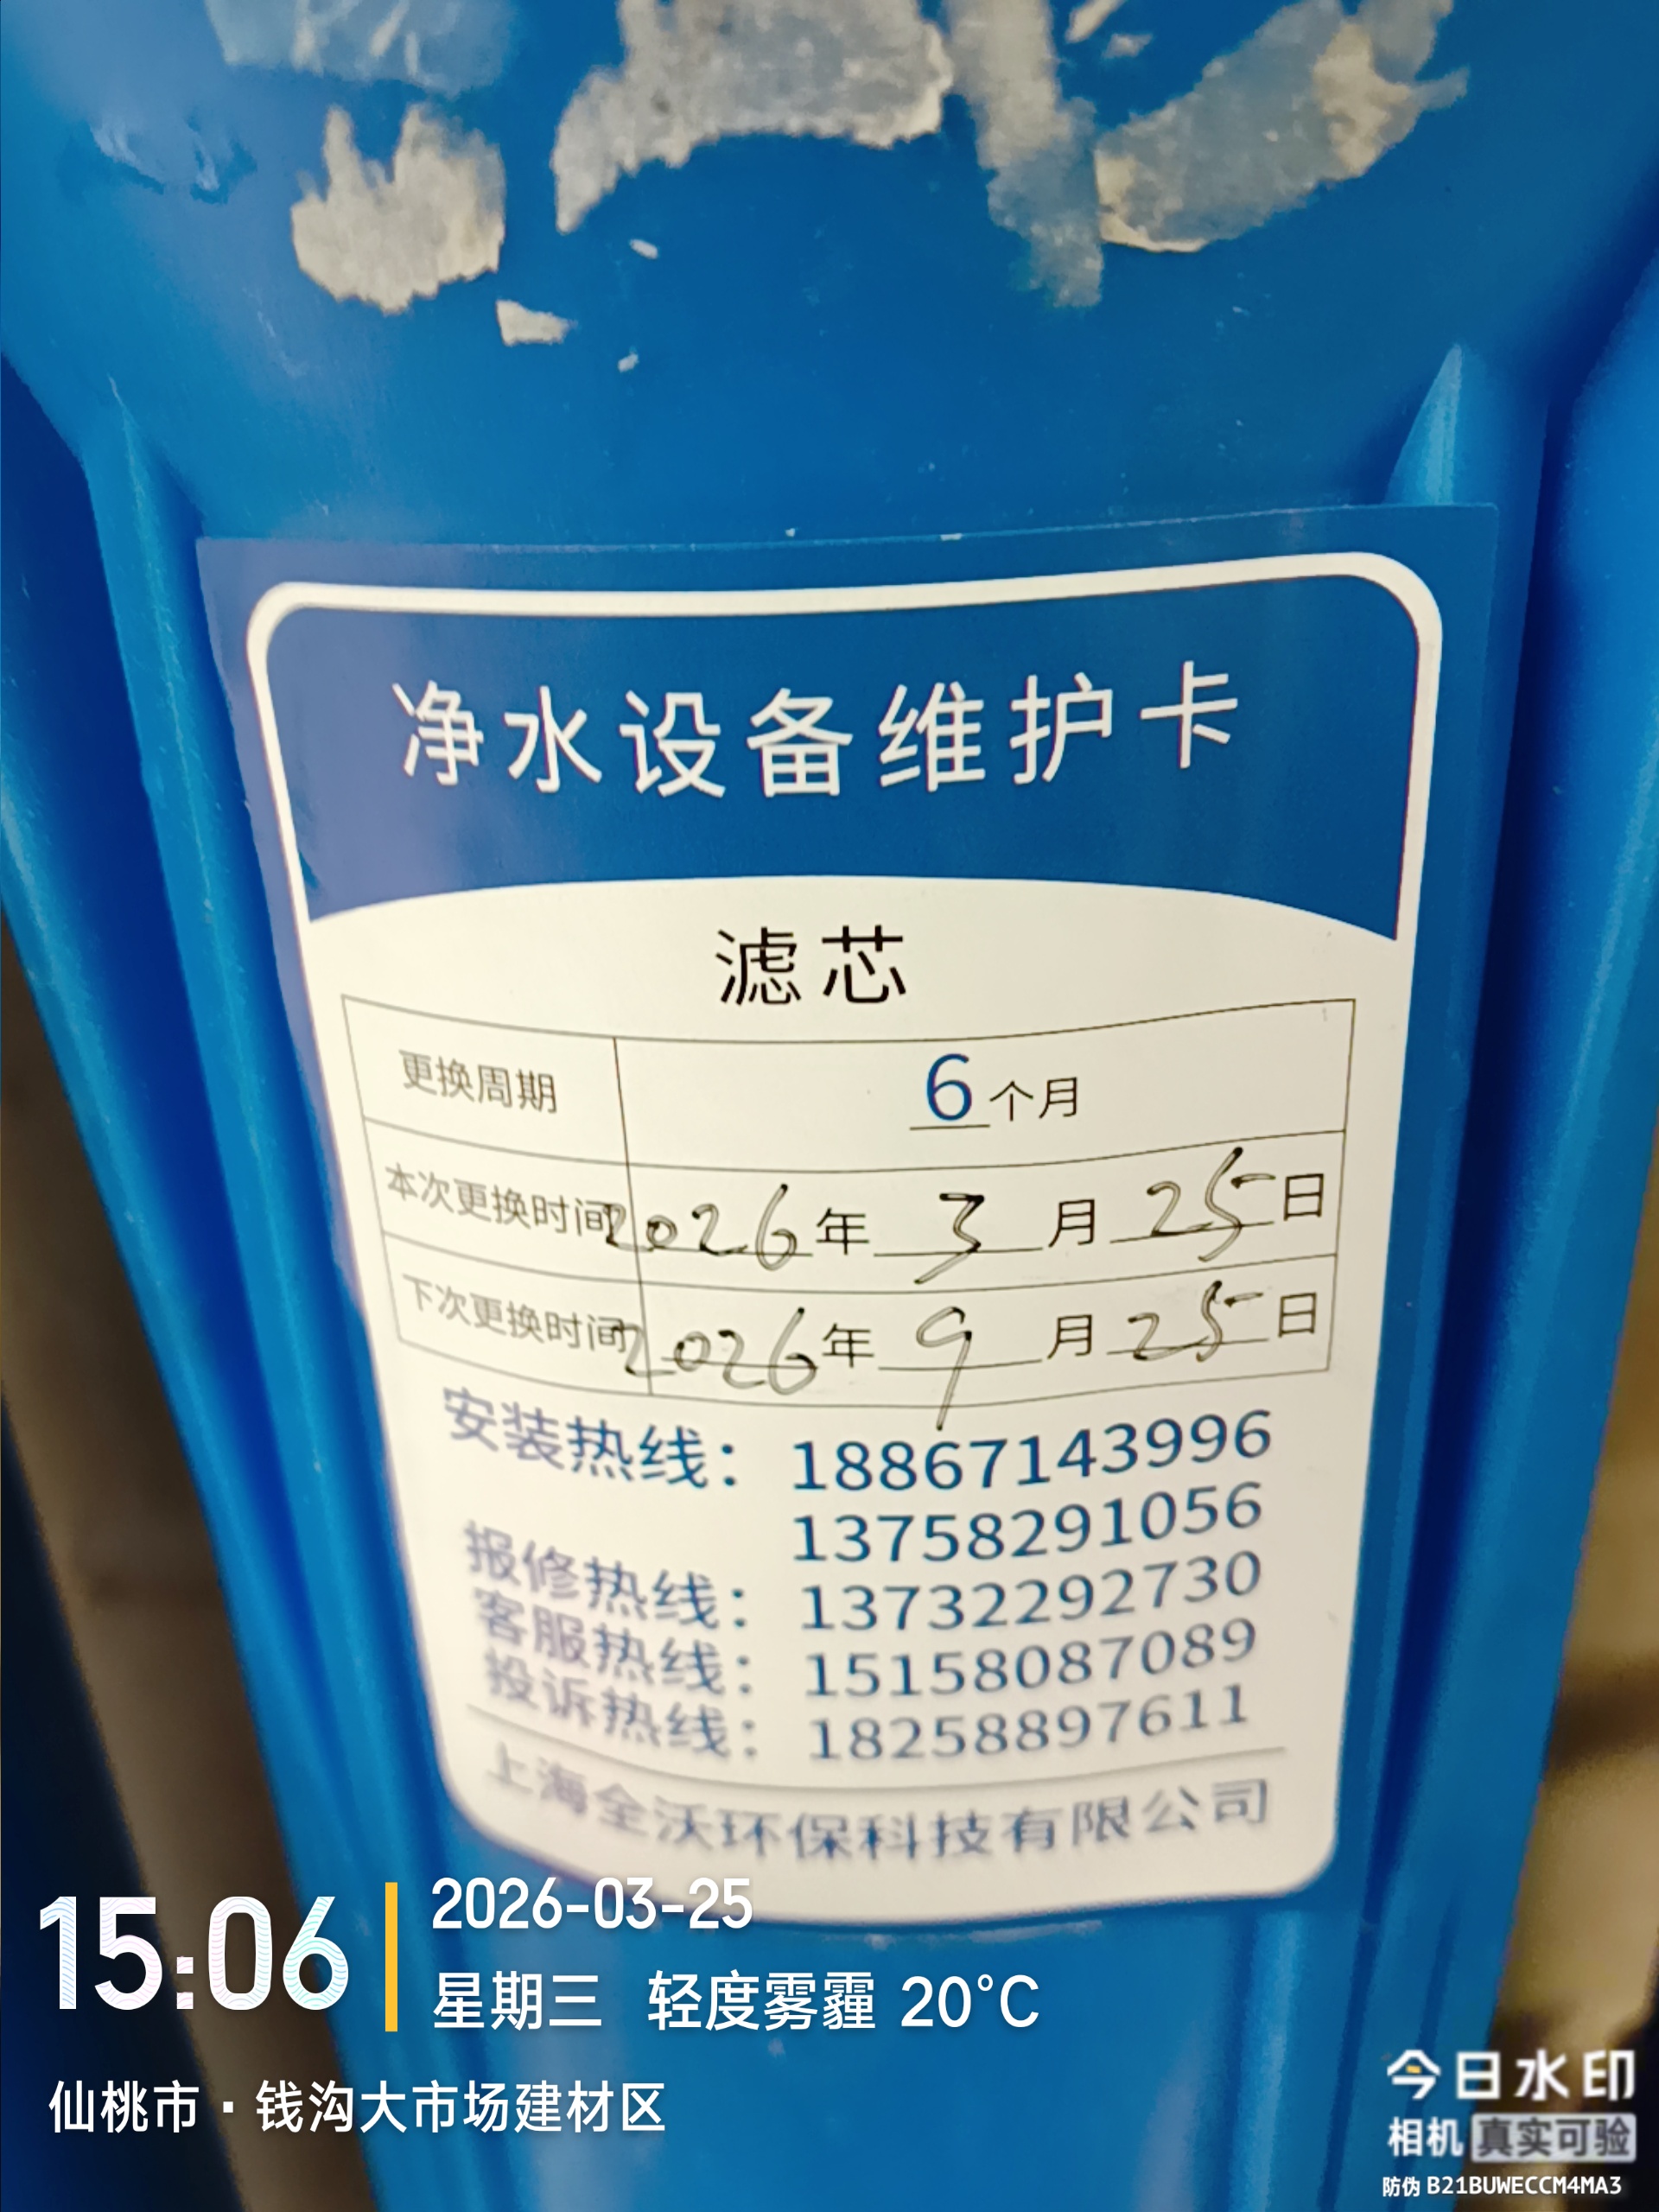 净水设备维护卡
滤芯
更换周期 6个月
本次更换时间 2026年3月25日
下次更换时间 2026年9月25日
安装热线：18867143996
13758291056
报修热线：13732292730
客服热线：15158087089
投诉热线：18258897611
上海全沃环保科技有限公司
15:06
2026-03-25
星期三 轻度雾霾 20°C
仙桃市·钱沟大市场建材区
今日水印
相机 真实可验
防伪 B21BUWECCM4MA3